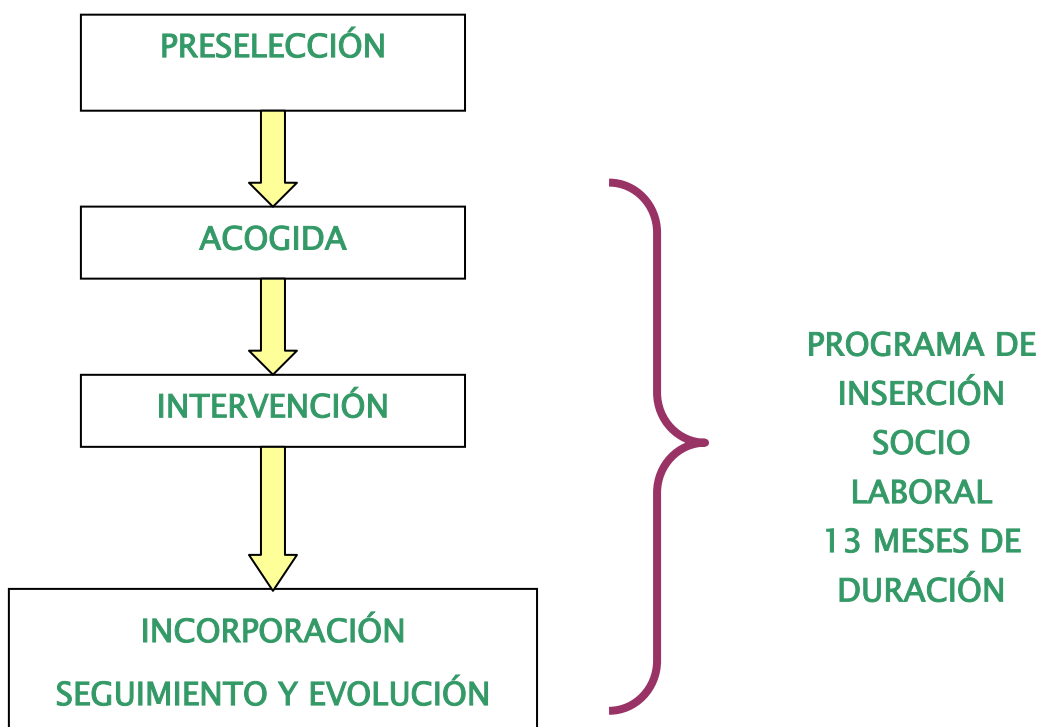 PRESELECCIÓN
ACOGIDA
INTERVENCIÓN
INCORPORACIÓN
SEGUIMIENTO Y EVOLUCIÓN
PROGRAMA DE
INSERCIÓN
SOCIO
LABORAL
13 MESES DE
DURACIÓN